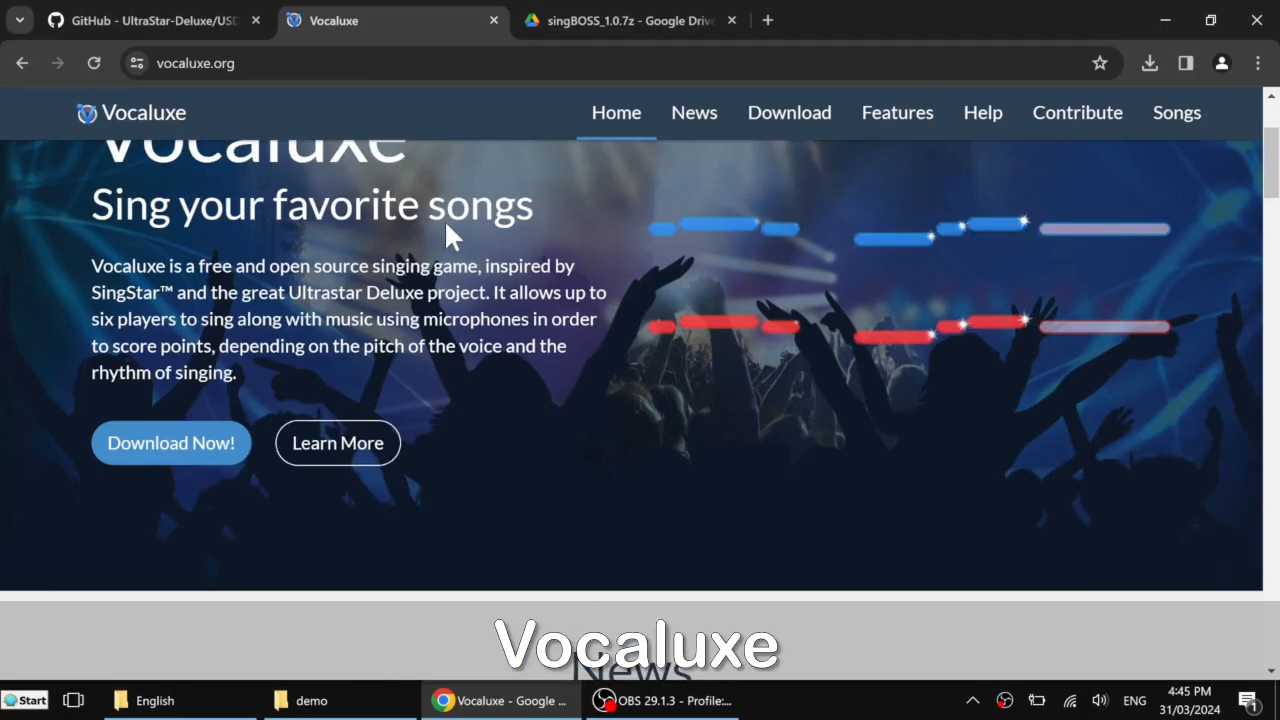 GitHub - UltraStar-Deluxe/USD
Vocaluxe
singBOSS_1.0.7z - Google Drive
vocaluxe.org
Vocaluxe
Home
News
Download
Features
Help
Contribute
Songs
Vocaluxe
Sing your favorite songs
Vocaluxe is a free and open source singing game, inspired by
SingStar™ and the great Ultrastar Deluxe project. It allows up to
six players to sing along with music using microphones in order
to score points, depending on the pitch of the voice and the
rhythm of singing.
Download Now!
Learn More
News
Vocaluxe
Start
English
demo
Vocaluxe - Google ...
OBS 29.1.3 - Profile:...
ENG
4:45 PM
31/03/2024
1